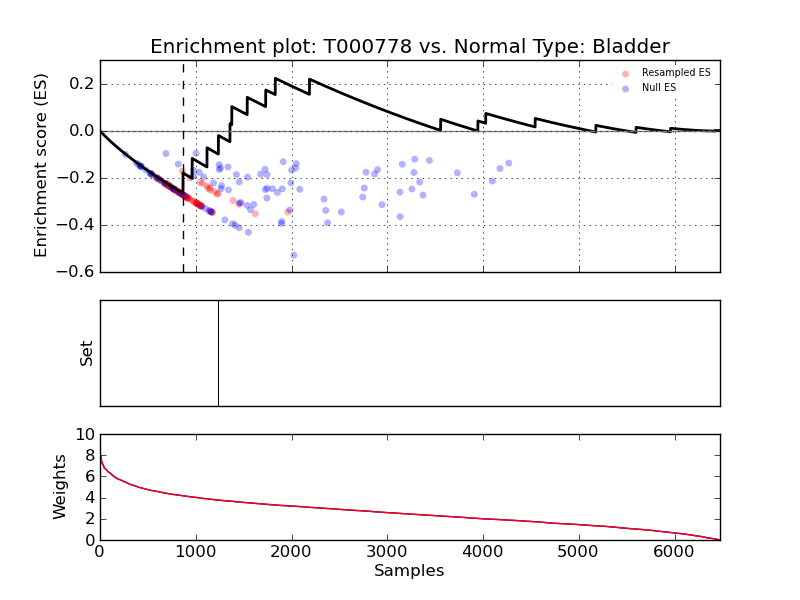 Enrichment plot: T000778 vs. Normal Type: Bladder
Enrichment score (ES)
0.2
0.0
−0.2
−0.4
−0.6
Resampled ES
Null ES
Set
Weights
10
8
6
4
2
0
0 1000 2000 3000 4000 5000 6000
Samples